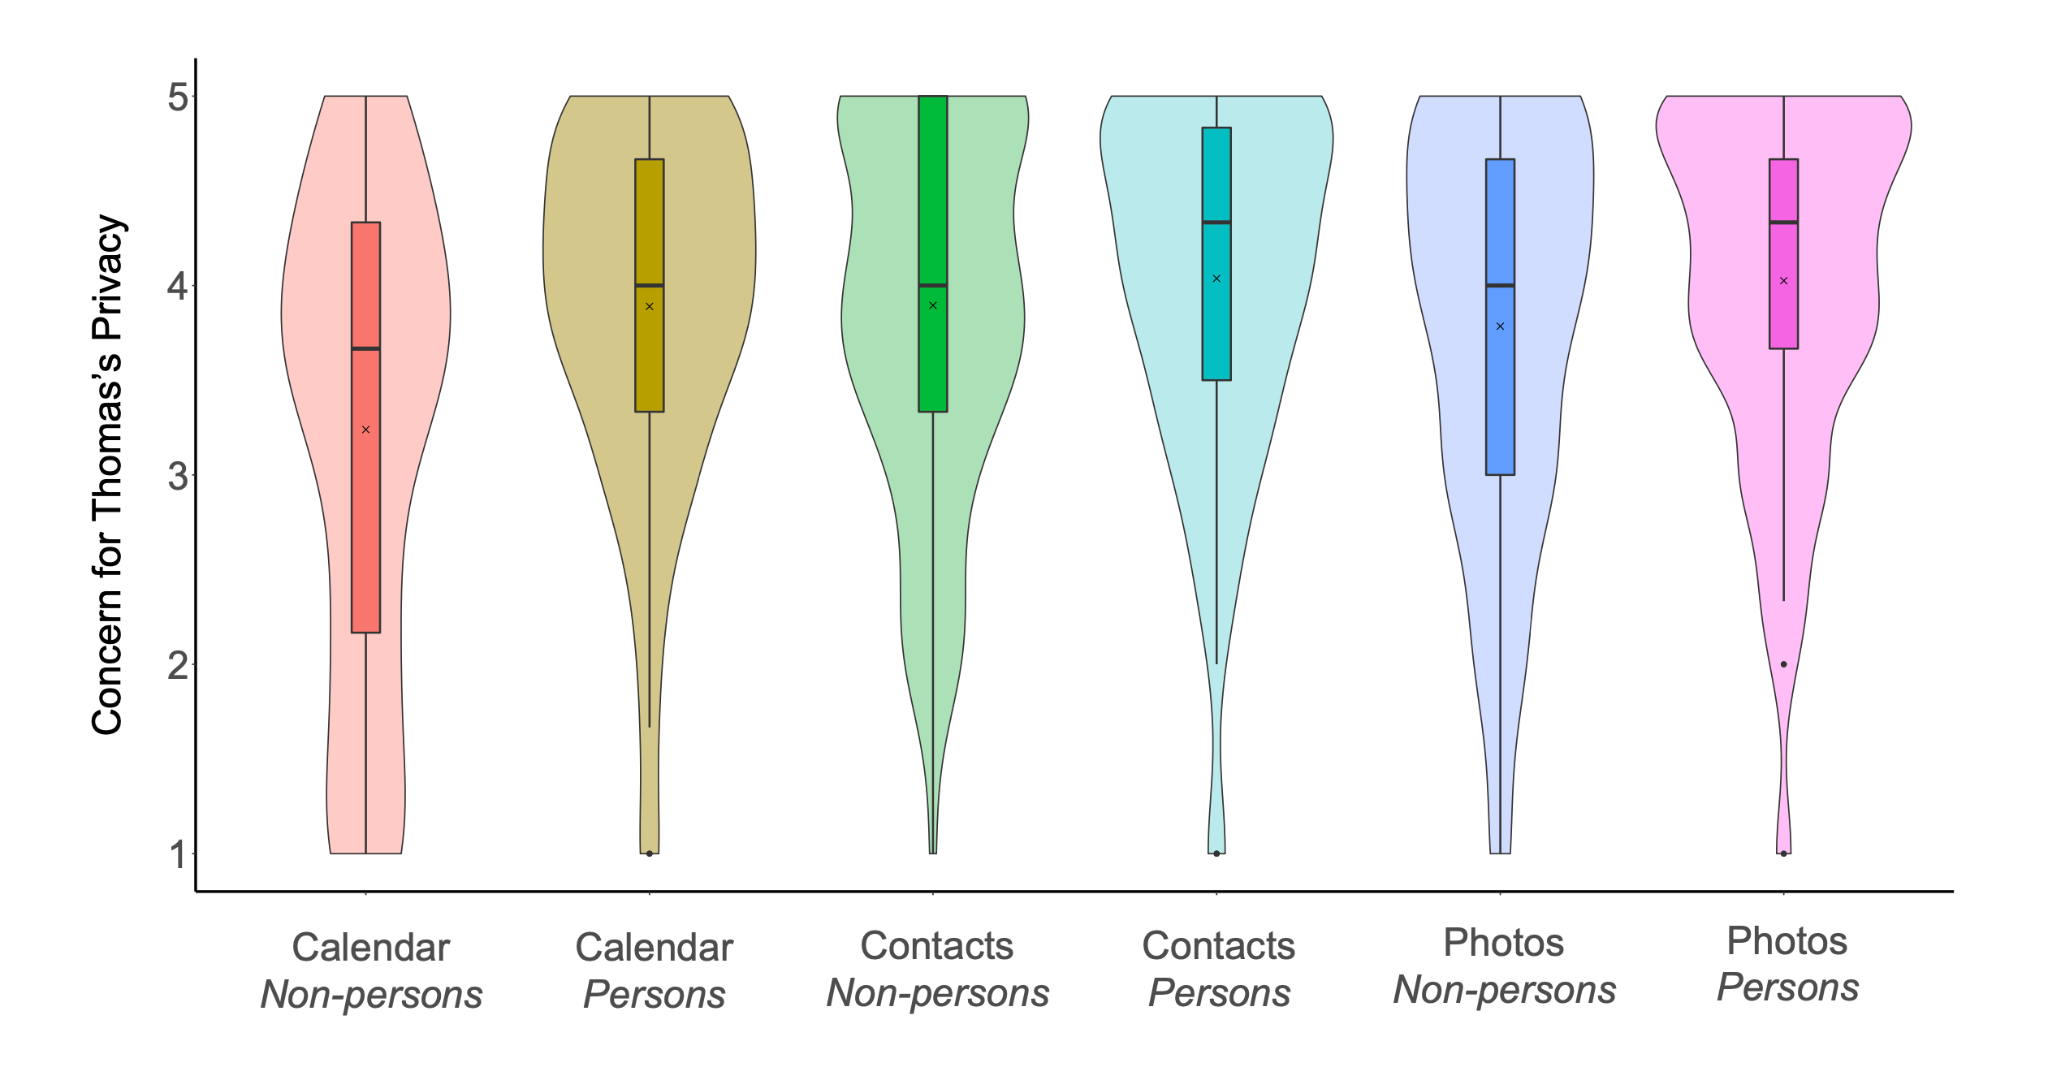 Concern for Thomas's Privacy
5
4
3
2
1
Calendar
Non-persons
Calendar
Persons
Contacts
Non-persons
Contacts
Persons
Photos
Non-persons
Photos
Persons